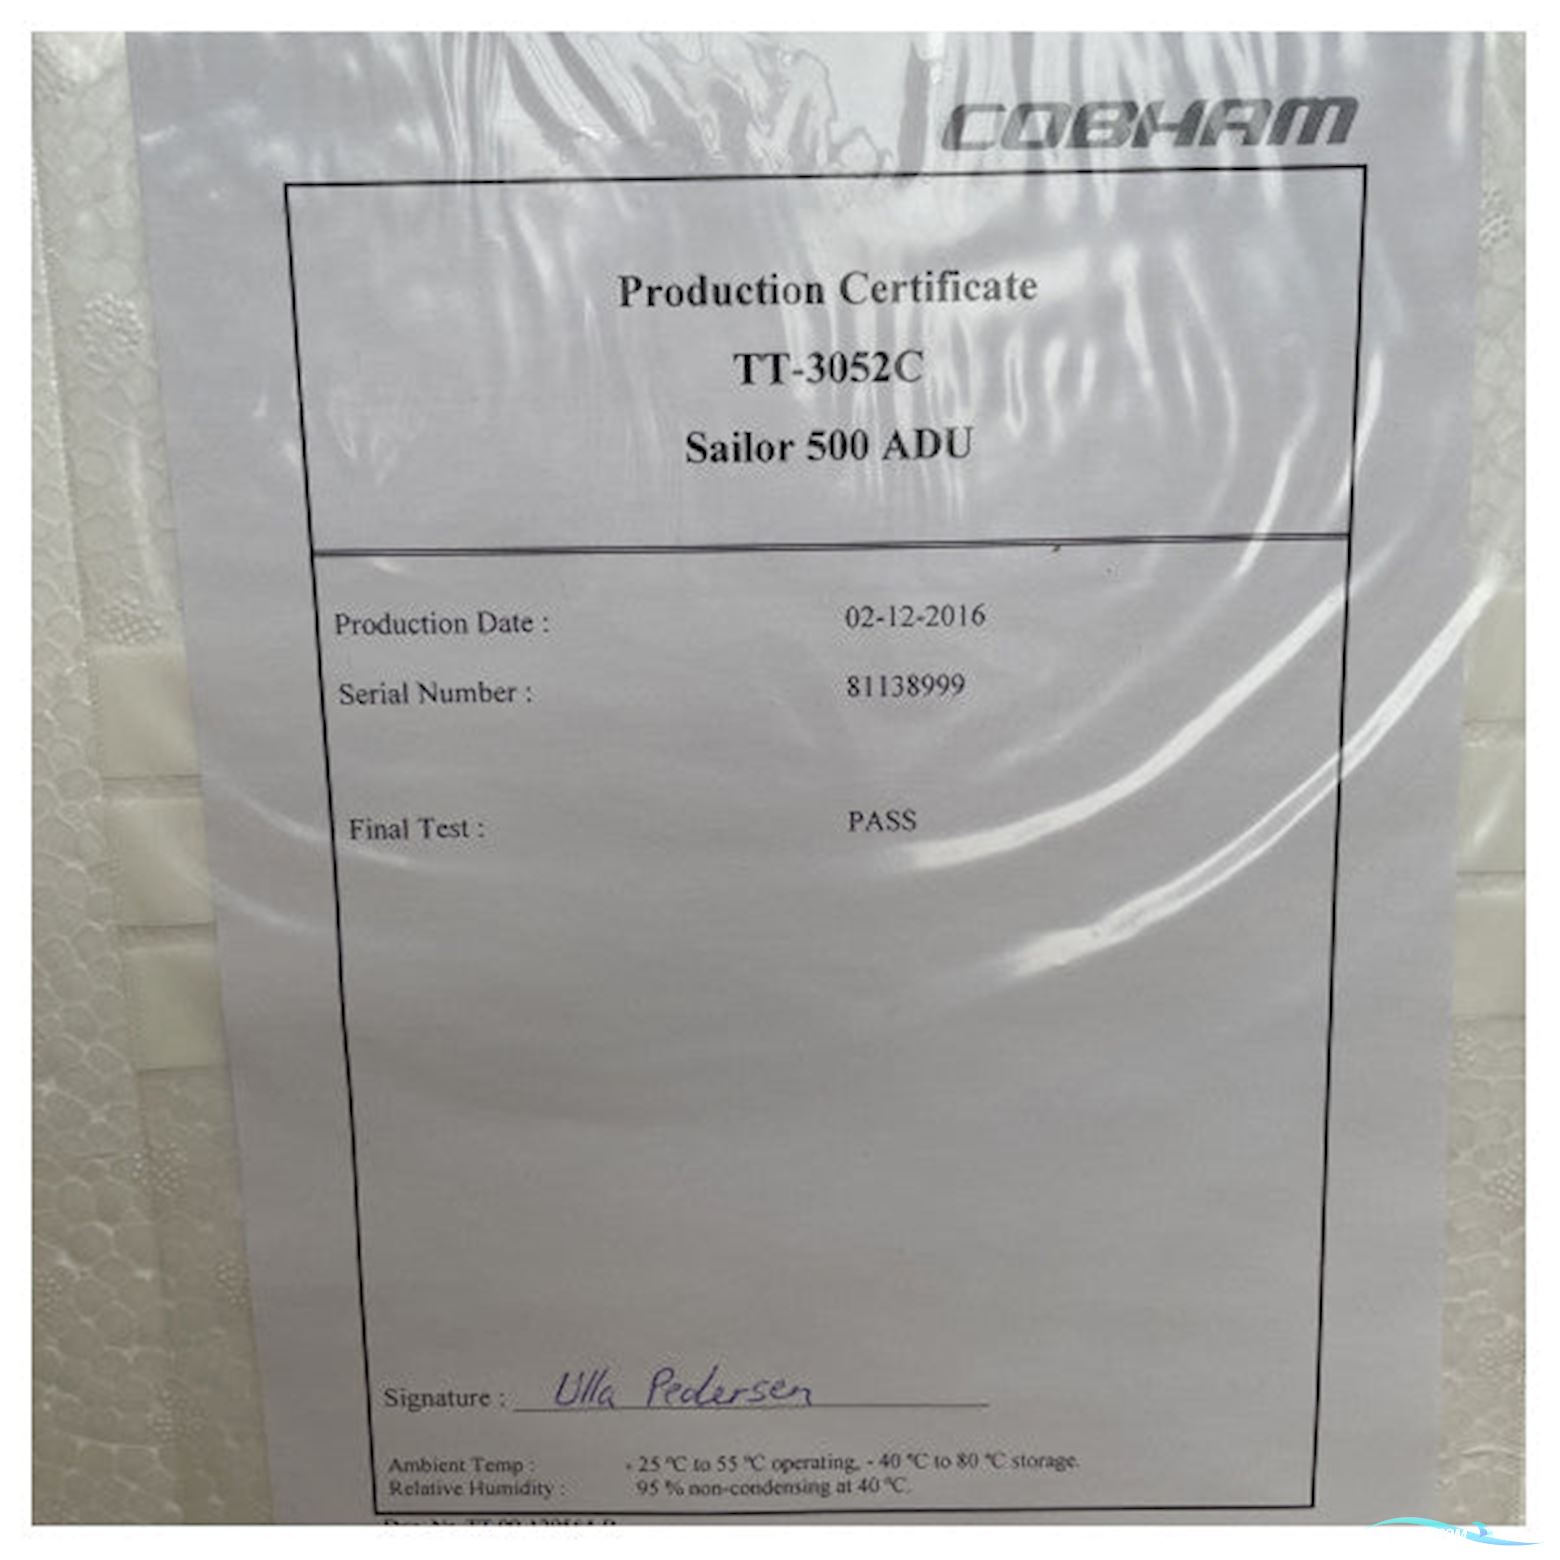 COBHAM
Production Certificate
TT-3052C
Sailor 500 ADU
Production Date : 02-12-2016
Serial Number : 81138999
Final Test : PASS
Signature : Ulla Pedersen
Ambient Temp : - 25 °C to 55 °C operating, - 40 °C to 80 °C storage.
Relative Humidity : 95 % non-condensing at 40 °C.